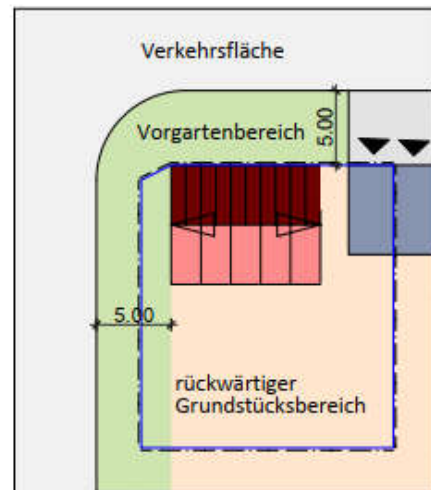 Verkehrsfläche
Vorgartenbereich
5.00
5.00
rückwärtiger
Grundstücksbereich